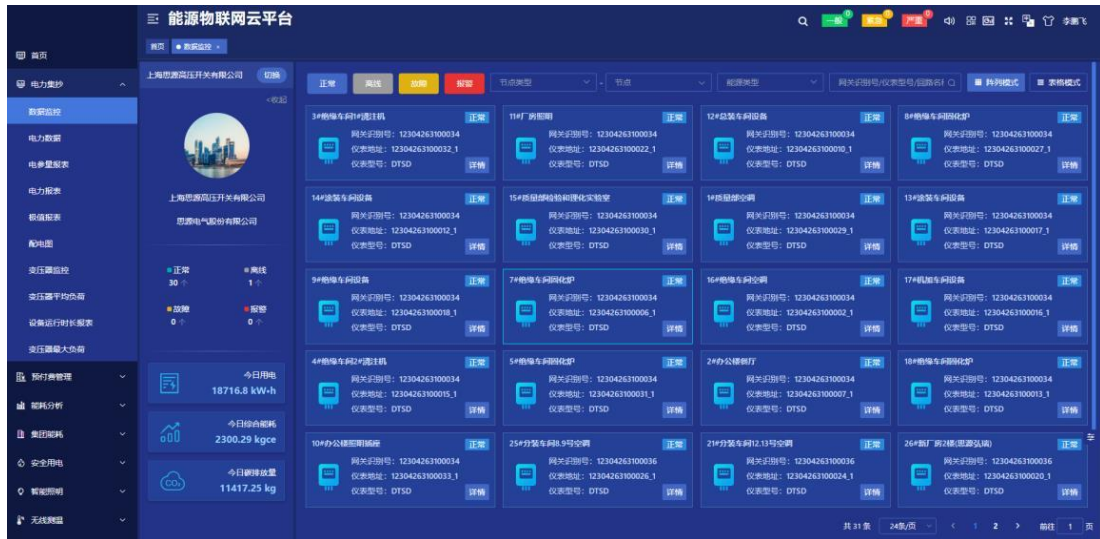 能源物联网云平台
一般 0
紧急 0
严重 0
首页
数据监控
首页
电力集抄
数据监控
电力数据
电参量报表
电力报表
极值报表
配电图
变压器监控
变压器平均负荷
设备运行时长报表
变压器最大负荷
预付费管理
能耗分析
集团能耗
安全用电
智能照明
无线测温
上海思源高压开关有限公司 切换
<收起
上海思源高压开关有限公司
思源电气股份有限公司
正常 离线
30 个 1 个
故障 报警
0 个 0 个
今日用电
18716.8 kW-h
今日综合能耗
2300.29 kgce
今日碳排放量
CO₂
11417.25 kg
正常 离线 故障 报警 节点类型 - 节点 能源类型 网关识别号/仪表型号/回路名称 阵列模式 表格模式
3#绝缘车间1#浇注机 正常
网关识别号：12304263100034
仪表地址：12304263100032_1
仪表型号：DTSD 详情
11#厂房照明 正常
网关识别号：12304263100034
仪表地址：12304263100022_1
仪表型号：DTSD 详情
12#总装车间设备 正常
网关识别号：12304263100034
仪表地址：12304263100010_1
仪表型号：DTSD 详情
8#绝缘车间固化炉 正常
网关识别号：12304263100034
仪表地址：12304263100027_1
仪表型号：DTSD 详情
14#涂装车间设备 正常
网关识别号：12304263100034
仪表地址：12304263100012_1
仪表型号：DTSD 详情
15#质量部检验和理化实验室 正常
网关识别号：12304263100034
仪表地址：12304263100030_1
仪表型号：DTSD 详情
1#质量部空调 正常
网关识别号：12304263100034
仪表地址：12304263100029_1
仪表型号：DTSD 详情
13#涂装车间设备 正常
网关识别号：12304263100034
仪表地址：12304263100017_1
仪表型号：DTSD 详情
9#绝缘车间设备 正常
网关识别号：12304263100034
仪表地址：12304263100018_1
仪表型号：DTSD 详情
7#绝缘车间固化炉 正常
网关识别号：12304263100034
仪表地址：12304263100006_1
仪表型号：DTSD 详情
16#绝缘车间空调 正常
网关识别号：12304263100034
仪表地址：12304263100002_1
仪表型号：DTSD 详情
17#机加车间设备 正常
网关识别号：12304263100034
仪表地址：12304263100016_1
仪表型号：DTSD 详情
4#绝缘车间2#浇注机 正常
网关识别号：12304263100034
仪表地址：12304263100015_1
仪表型号：DTSD 详情
5#绝缘车间固化炉 正常
网关识别号：12304263100034
仪表地址：12304263100031_1
仪表型号：DTSD 详情
2#办公楼侧厅 正常
网关识别号：12304263100034
仪表地址：12304263100007_1
仪表型号：DTSD 详情
18#绝缘车间固化炉 正常
网关识别号：12304263100034
仪表地址：12304263100013_1
仪表型号：DTSD 详情
10#办公楼照明插座 正常
网关识别号：12304263100034
仪表地址：12304263100033_1
仪表型号：DTSD 详情
25#分装车间8.9号空调 正常
网关识别号：12304263100036
仪表地址：12304263100026_1
仪表型号：DTSD 详情
21#分装车间12.13号空调 正常
网关识别号：12304263100036
仪表地址：12304263100024_1
仪表型号：DTSD 详情
26#新厂房2楼(思源弘瑞) 正常
网关识别号：12304263100036
仪表地址：12304263100020_1
仪表型号：DTSD 详情
共 31 条 24条/页 < 1 2 > 前往 1 页